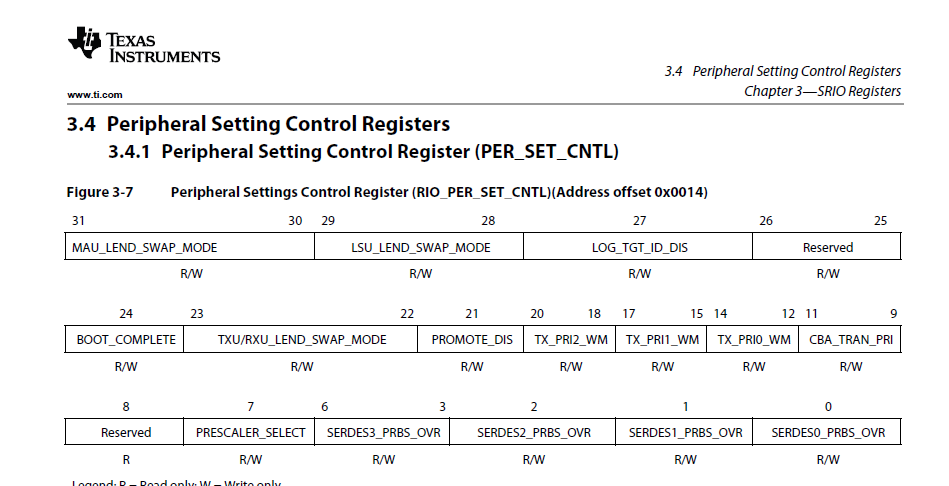 TEXAS
INSTRUMENTS
3.4 Peripheral Setting Control Registers
www.ti.com Chapter 3—SRIO Registers
3.4 Peripheral Setting Control Registers
3.4.1 Peripheral Setting Control Register (PER_SET_CNTL)
Figure 3-7 Peripheral Settings Control Register (RIO_PER_SET_CNTL)(Address offset 0x0014)
31 30 29 28 27 26 25
MAU_LEND_SWAP_MODE LSU_LEND_SWAP_MODE LOG_TGT_ID_DIS Reserved
R/W R/W R/W R/W
24 23 22 21 20 18 17 15 14 12 11 9
BOOT_COMPLETE TXU/RXU_LEND_SWAP_MODE PROMOTE_DIS TX_PRI2_WM TX_PRI1_WM TX_PRI0_WM CBA_TRAN_PRI
R/W R/W R/W R/W R/W R/W R/W
8 7 6 3 2 1 0
Reserved PRESCALER_SELECT SERDES3_PRBS_OVR SERDES2_PRBS_OVR SERDES1_PRBS_OVR SERDES0_PRBS_OVR
R R/W R/W R/W R/W R/W
Legend: R = Read only; W = Write only